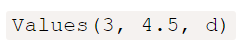 Values(3, 4.5, d)